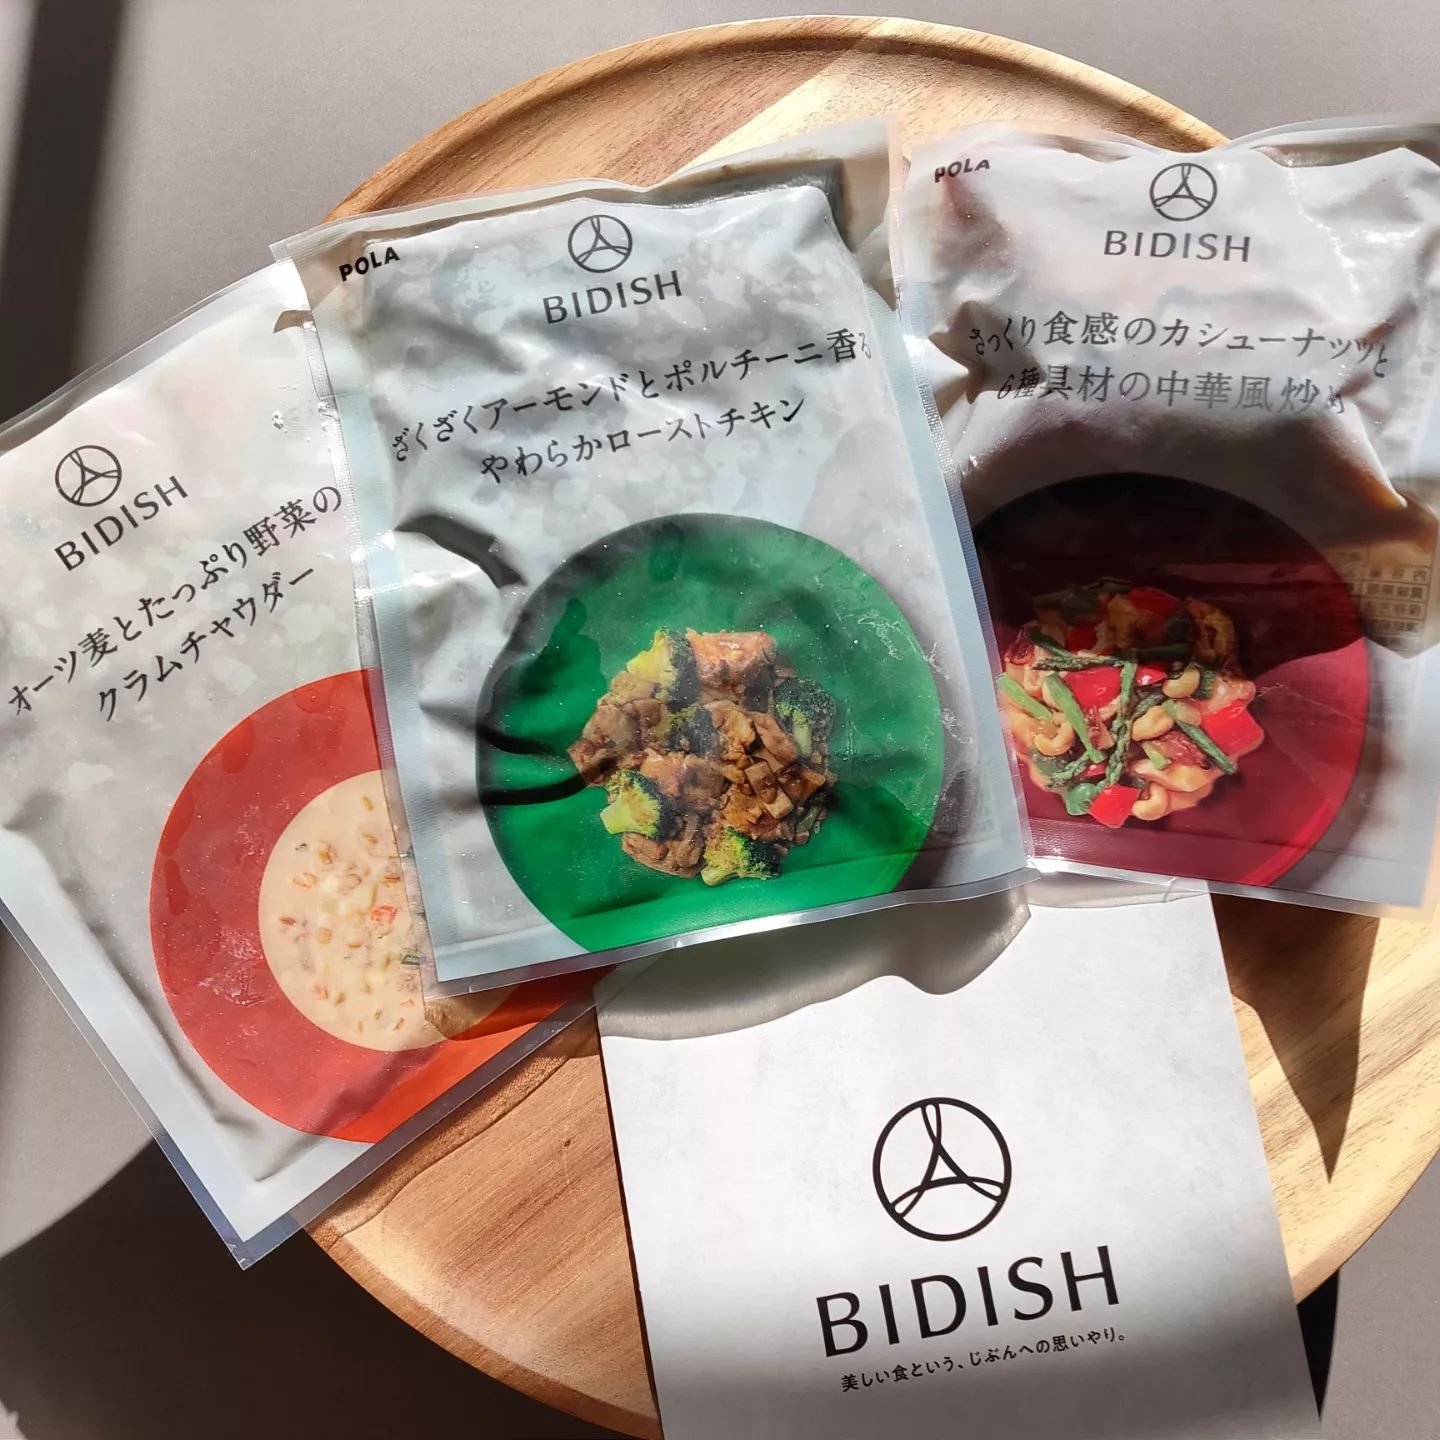 BIDISH
オーツ麦とたっぷり野菜の
クラムチャウダー
POLA
BIDISH
ざくざくアーモンドとポルチーニ香る
やわらかローストチキン
POLA
BIDISH
さっくり食感のカシューナッツと
6種具材の中華風炒め
BIDISH
美しい食という、じぶんへの思いやり。